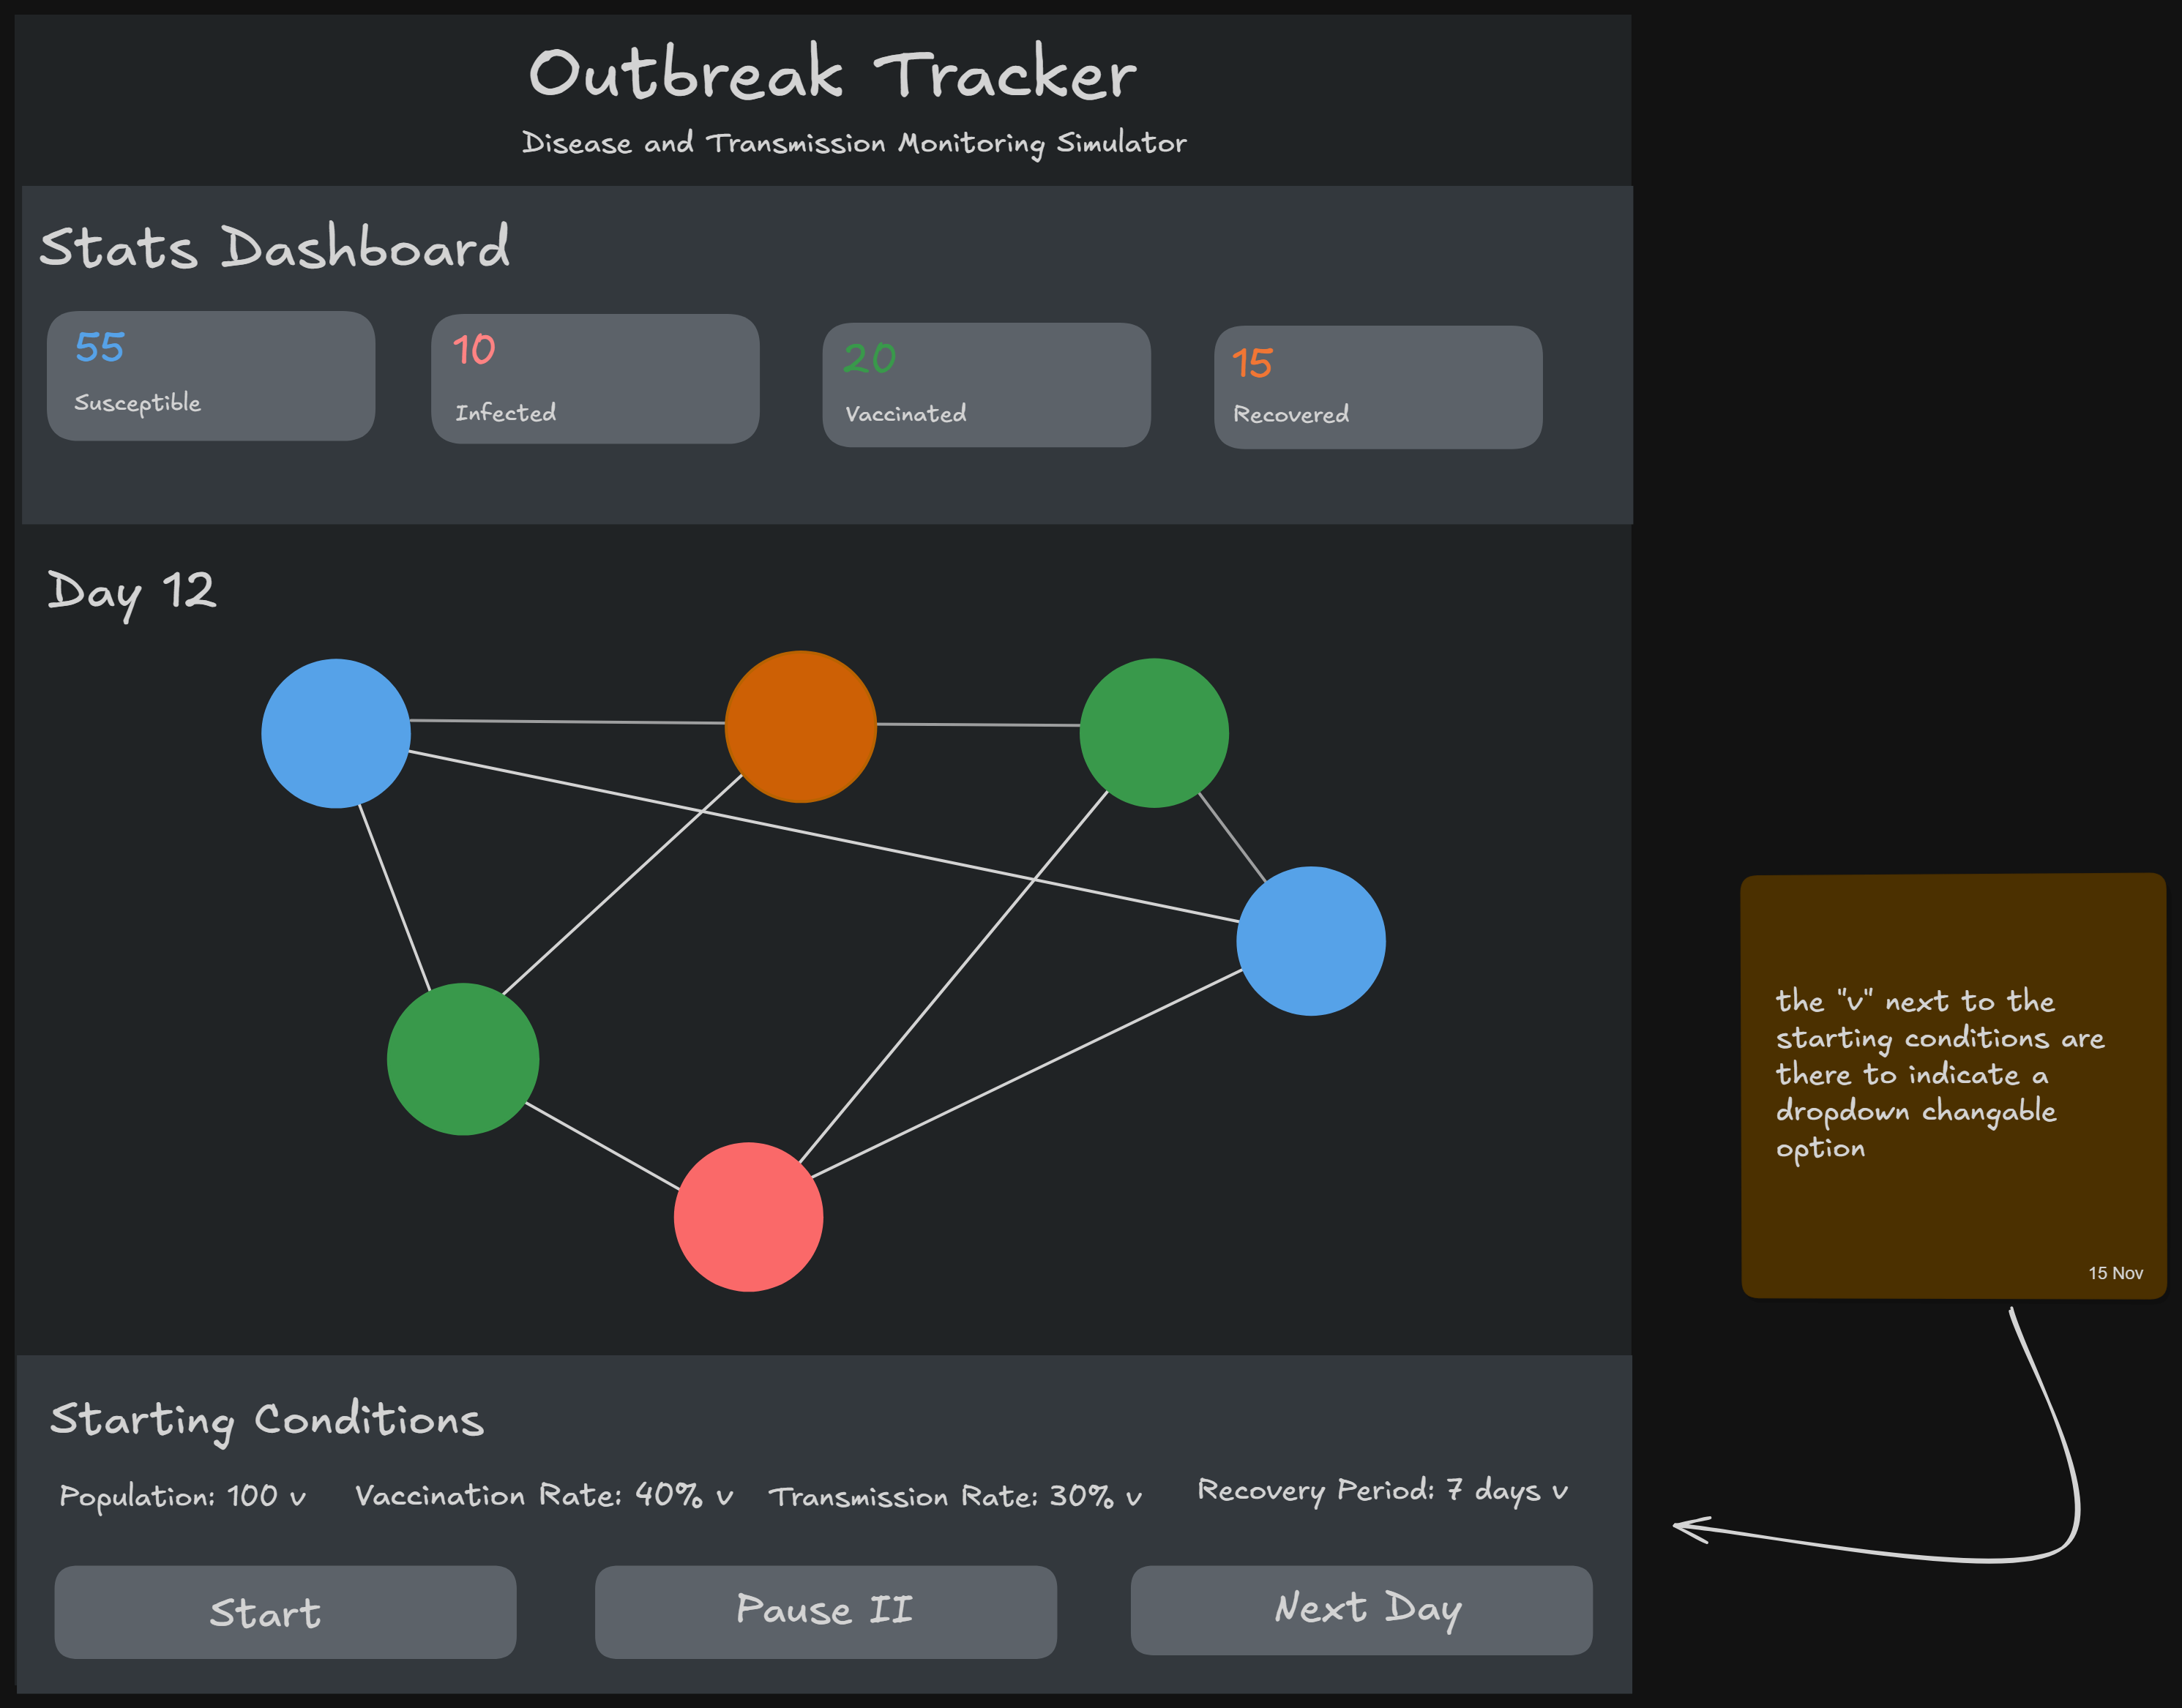 Outbreak Tracker
Disease and Transmission Monitoring Simulator
Stats Dashboard
55
Susceptible
10
Infected
20
Vaccinated
15
Recovered
Day 12
the "v" next to the
starting conditions are
there to indicate a
dropdown changable
option
15 Nov
Starting Conditions
Population: 100 v
Vaccination Rate: 40% v
Transmission Rate: 30% v
Recovery Period: 7 days v
Start
Pause II
Next Day